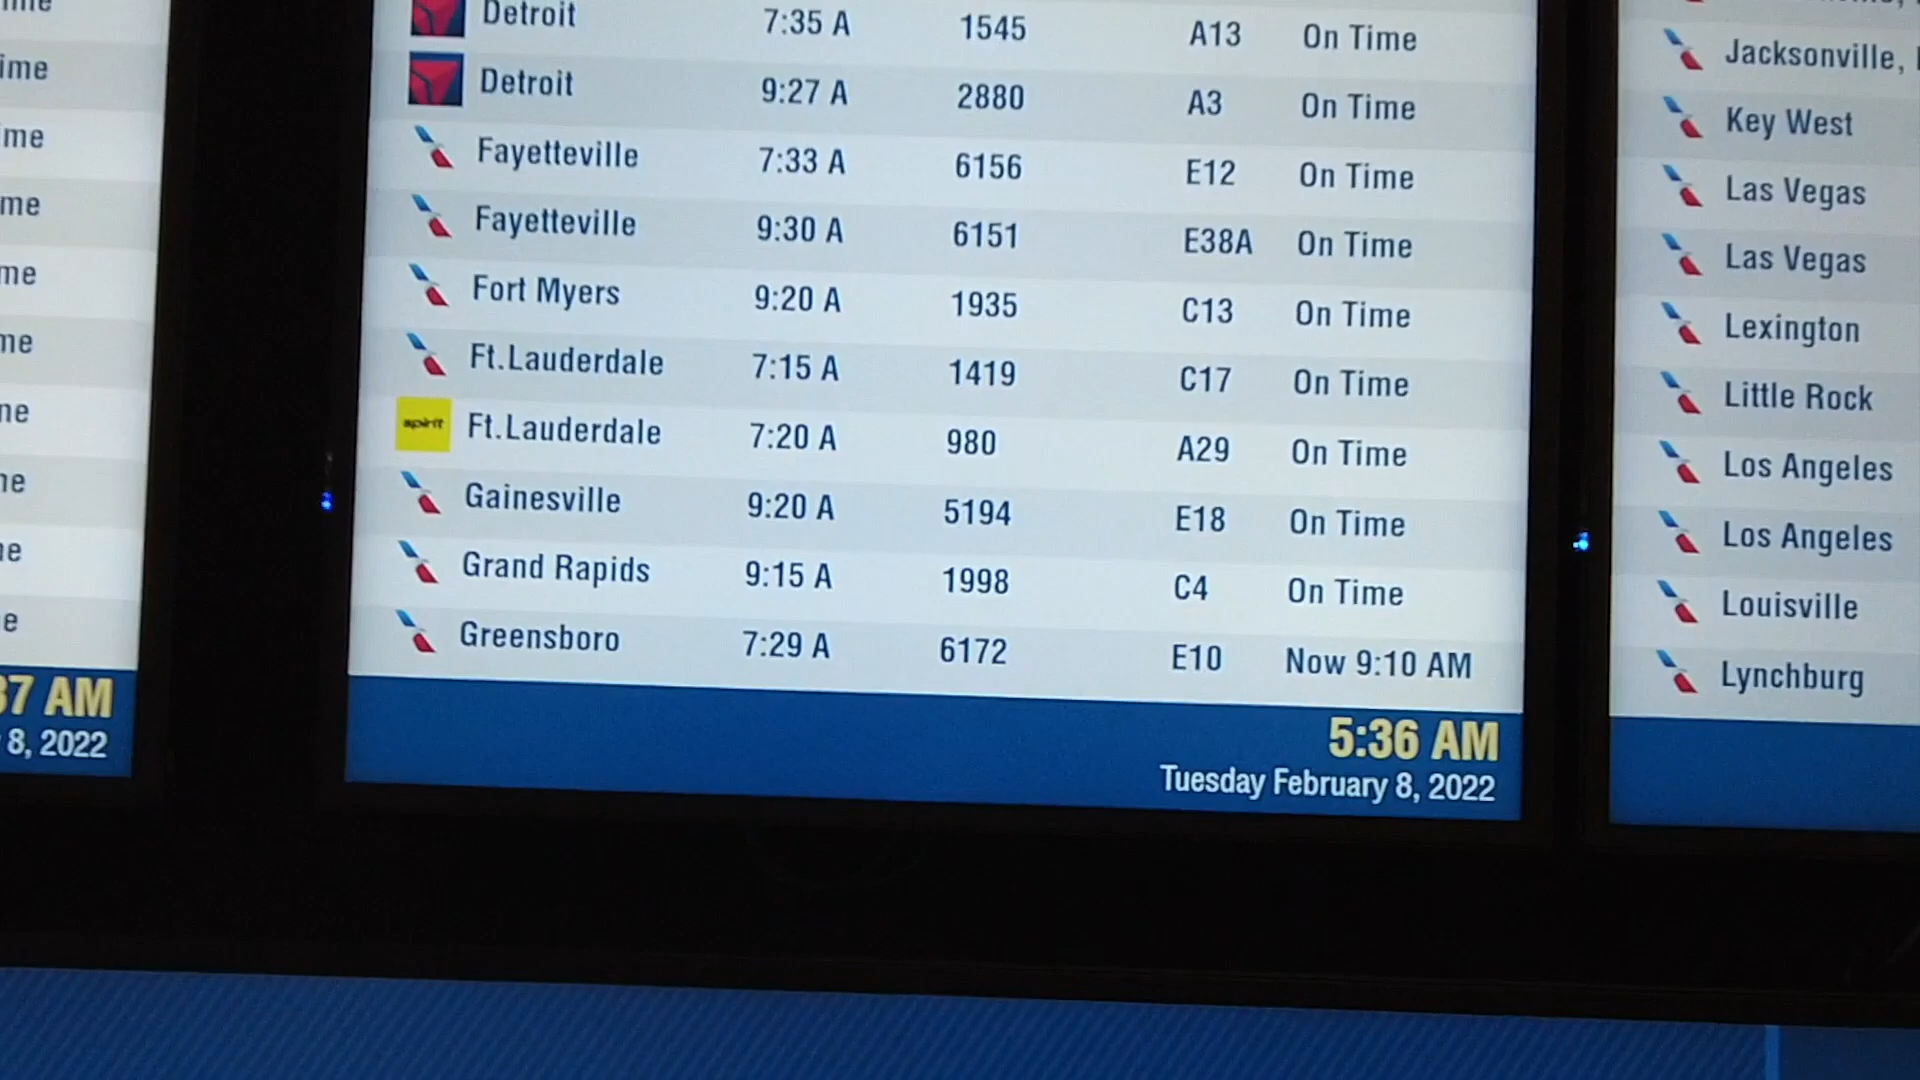 Detroit 7:35 A 1545 A13 On Time
Detroit 9:27 A 2880 A3 On Time
Fayetteville 7:33 A 6156 E12 On Time
Fayetteville 9:30 A 6151 E38A On Time
Fort Myers 9:20 A 1935 C13 On Time
Ft.Lauderdale 7:15 A 1419 C17 On Time
spirit Ft.Lauderdale 7:20 A 980 A29 On Time
Gainesville 9:20 A 5194 E18 On Time
Grand Rapids 9:15 A 1998 C4 On Time
Greensboro 7:29 A 6172 E10 Now 9:10 AM
5:36 AM
Tuesday February 8, 2022
37 AM
8, 2022
Jacksonville,
Key West
Las Vegas
Las Vegas
Lexington
Little Rock
Los Angeles
Los Angeles
Louisville
Lynchburg